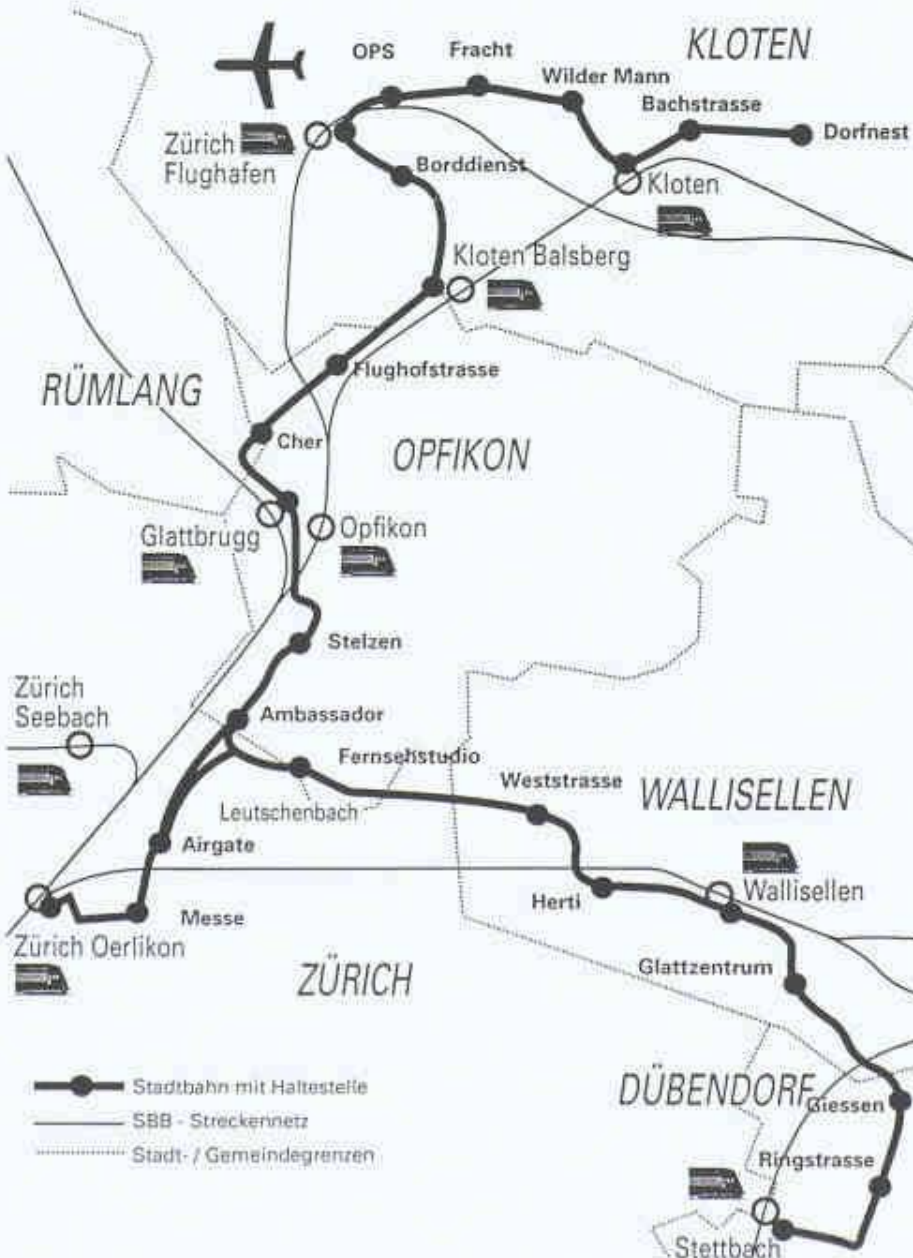 KLOTEN
OPS
Fracht
Wilder Mann
Bachstrasse
Dorfnest
Zürich
Flughafen
Borddienst
Kloten
Kloten Balsberg
Flughofstrasse
RÜMLANG
Cher
OPFIKON
Glattbrugg
Opfikon
Stelzen
Zürich
Seebach
Ambassador
Fernsehstudio
Leutschenbach
Weststrasse
WALLISELLEN
Airgate
Wallisellen
Herti
Messe
Zürich Oerlikon
Glattzentrum
ZÜRICH
DÜBENDORF
Giessen
Ringstrasse
Stettbach
Stadtbahn mit Haltestelle
SBB - Streckennetz
Stadt- / Gemeindegrenzen